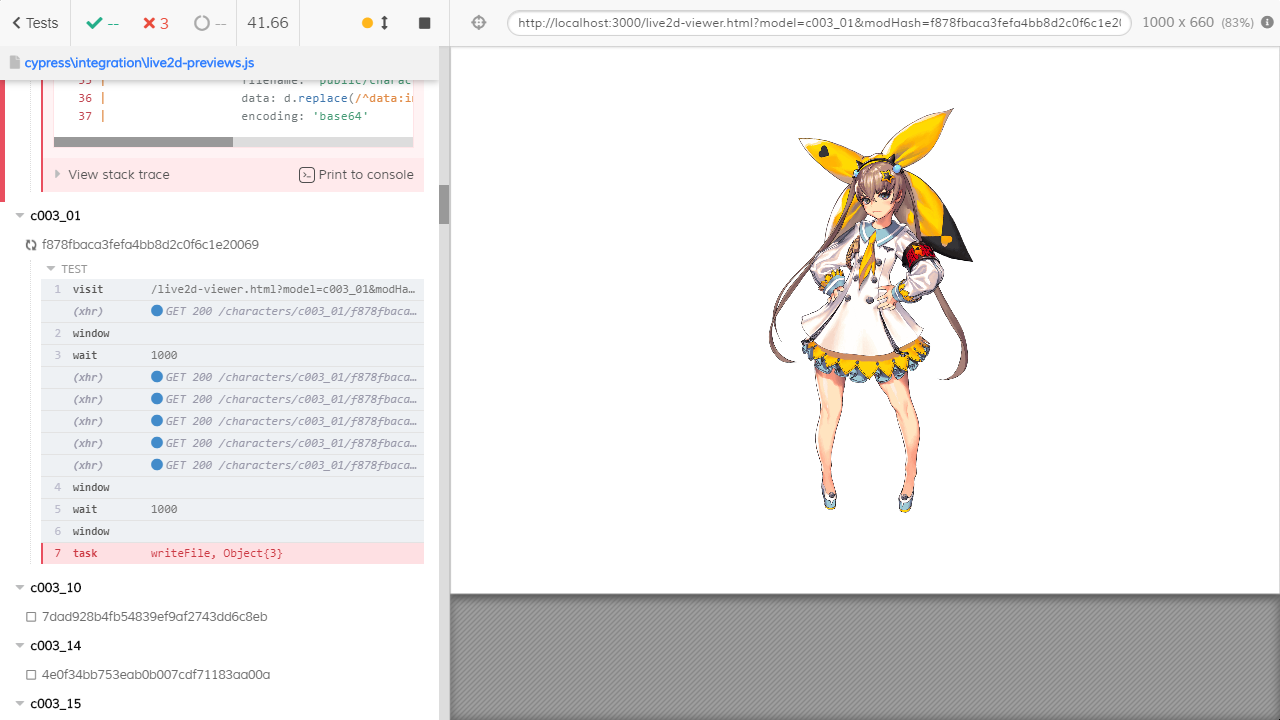 Tests
--
3
--
41.66
http://localhost:3000/live2d-viewer.html?model=c003_01&modHash=f878fbaca3fefa4bb8d2c0f6c1e20
1000 x 660 (83%)
cypress\integration\live2d-previews.js
35 | filename: 'public/charac
36 | data: d.replace(/^data:i
37 | encoding: 'base64'
View stack trace
Print to console
c003_01
f878fbaca3fefa4bb8d2c0f6c1e20069
TEST
1 visit /live2d-viewer.html?model=c003_01&modHa…
(xhr) GET 200 /characters/c003_01/f878fbaca…
2 window
3 wait 1000
(xhr) GET 200 /characters/c003_01/f878fbaca…
(xhr) GET 200 /characters/c003_01/f878fbaca…
(xhr) GET 200 /characters/c003_01/f878fbaca…
(xhr) GET 200 /characters/c003_01/f878fbaca…
(xhr) GET 200 /characters/c003_01/f878fbaca…
4 window
5 wait 1000
6 window
7 task writeFile, Object{3}
c003_10
7dad928b4fb54839ef9af2743dd6c8eb
c003_14
4e0f34bb753eab0b007cdf71183aa00a
c003_15